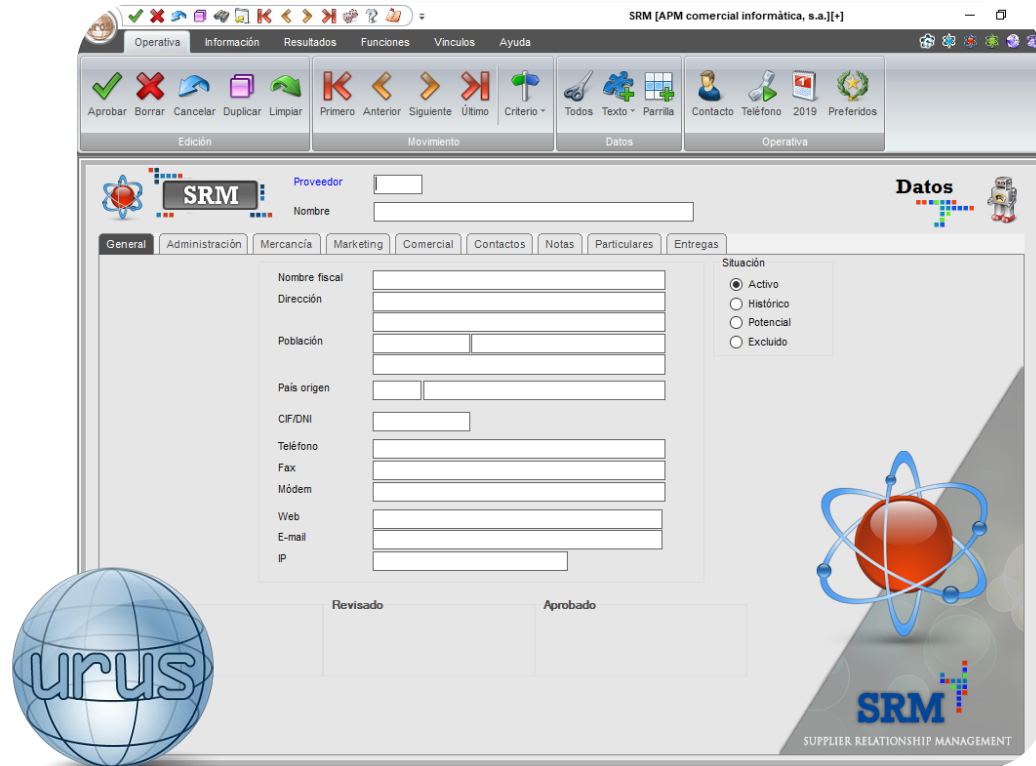 SRM [APM comercial informàtica, s.a.][+]
Operativa Información Resultados Funciones Vinculos Ayuda
Aprobar Borrar Cancelar Duplicar Limpiar Primero Anterior Siguiente Último Criterio Todos Texto Parrilla Contacto Teléfono 2019 Preferidos
Edición Movimiento Datos Operativa
SRM
Proveedor
Nombre
Datos
General Administración Mercancía Marketing Comercial Contactos Notas Particulares Entregas
Nombre fiscal
Dirección
Población
País origen
CIF/DNI
Teléfono
Fax
Módem
Web
E-mail
IP
Situación
Activo
Histórico
Potencial
Excluido
Revisado Aprobado
urus
SRM
SUPPLIER RELATIONSHIP MANAGEMENT